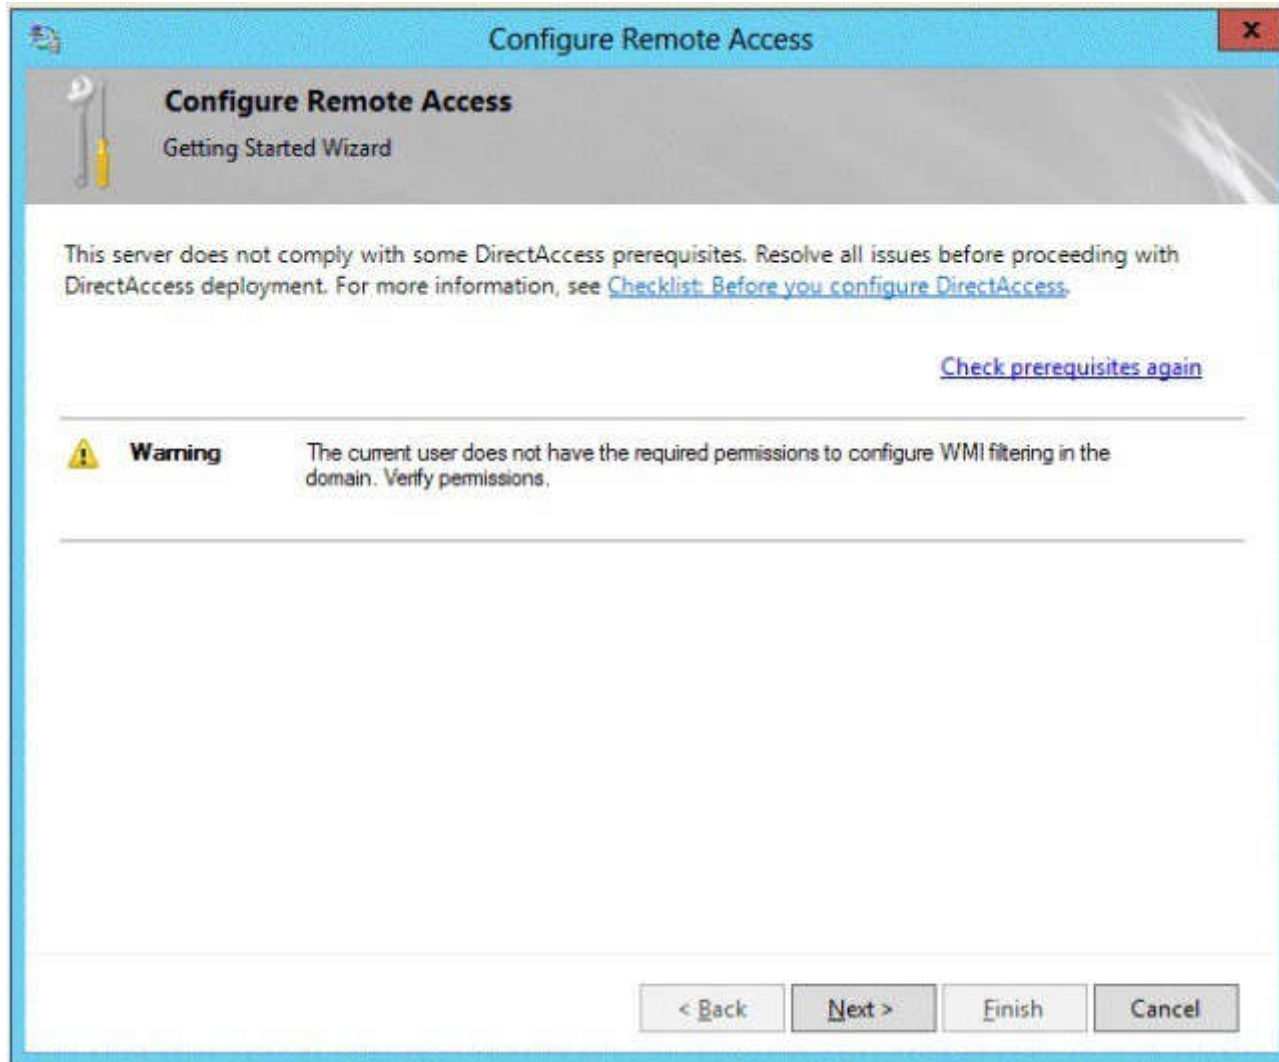 Configure Remote Access
x
Configure Remote Access
Getting Started Wizard
This server does not comply with some DirectAccess prerequisites. Resolve all issues before proceeding with
DirectAccess deployment. For more information, see Checklist: Before you configure DirectAccess.
Check prerequisites again
Warning The current user does not have the required permissions to configure WMI filtering in the
domain. Verify permissions.
< Back Next > Finish Cancel